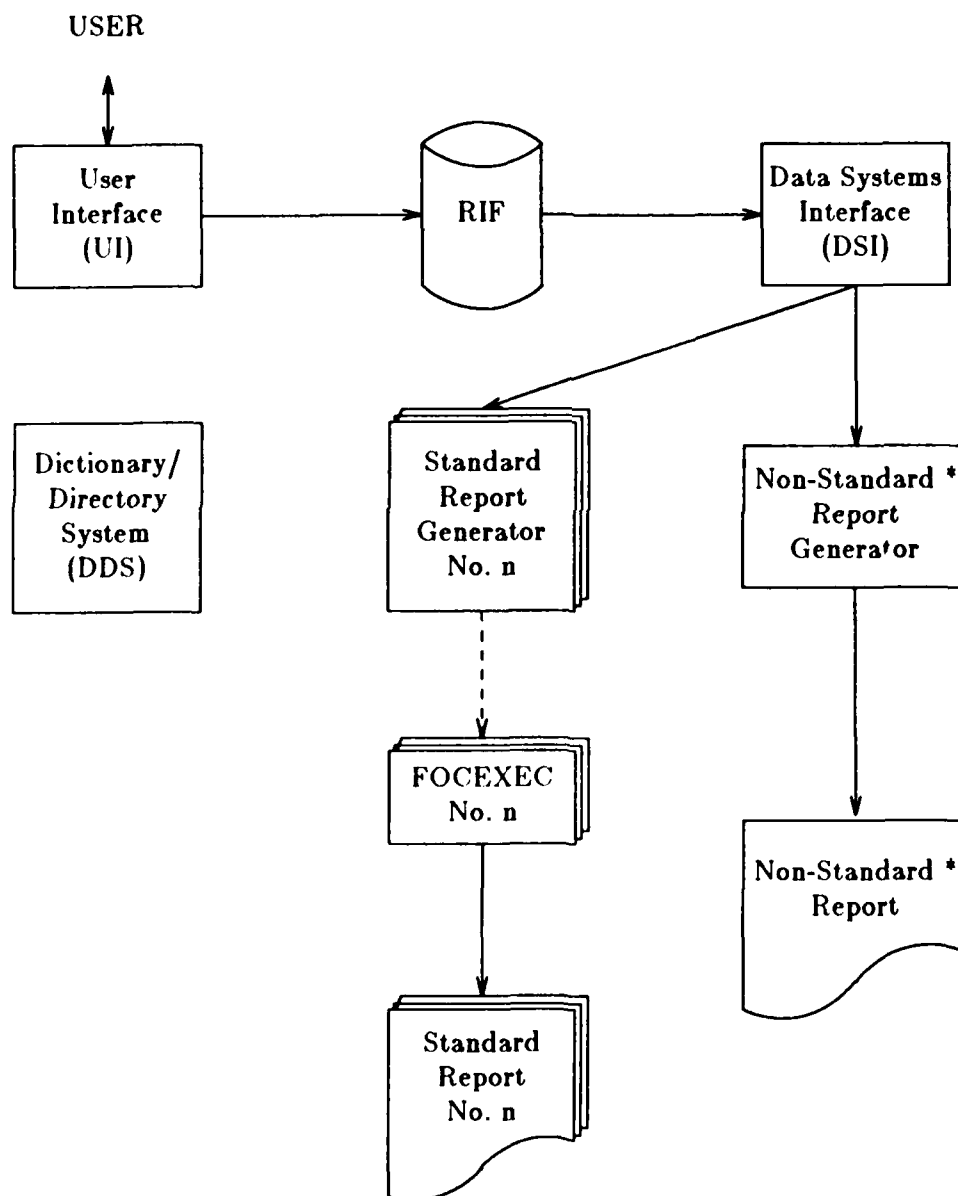 USER
User
Interface
(UI)
RIF
Data Systems
Interface
(DSI)
Dictionary/
Directory
System
(DDS)
Standard
Report
Generator
No. n
Non-Standard *
Report
Generator
FOCEXEC
No. n
Non-Standard *
Report
Standard
Report
No. n